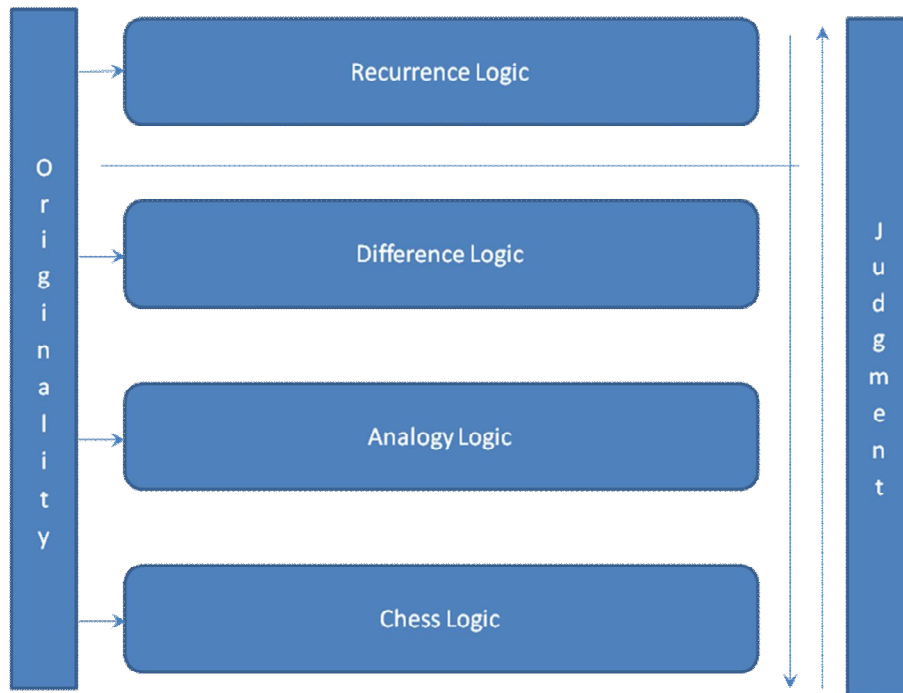 Originality
Recurrence Logic
Difference Logic
Analogy Logic
Chess Logic
Judgment